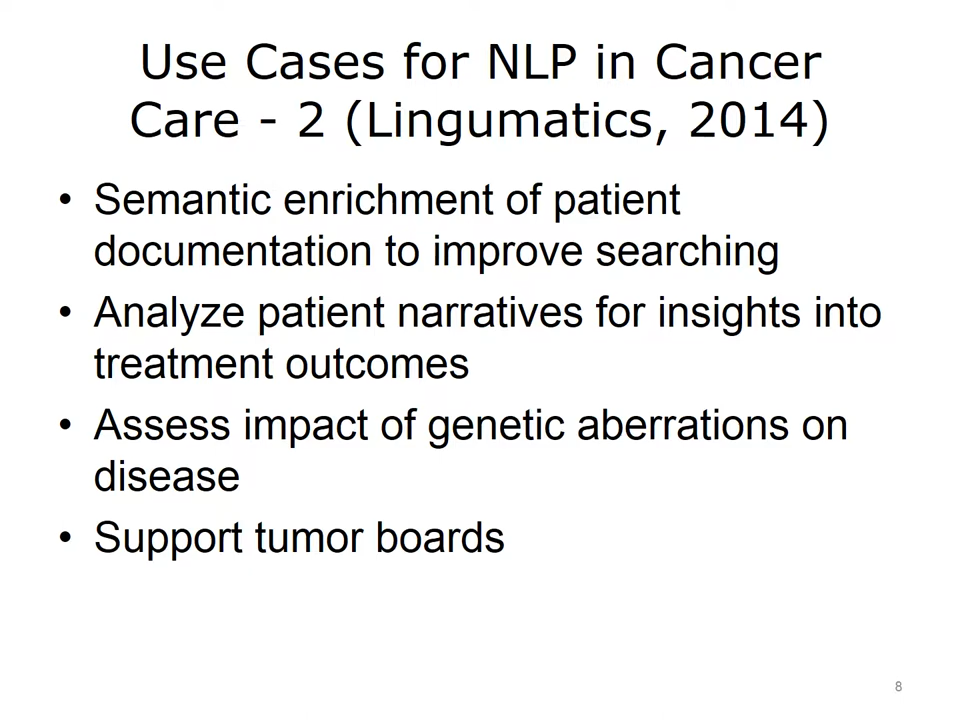 Use Cases for NLP in Cancer
Care - 2 (Lingumatics, 2014)
• Semantic enrichment of patient
documentation to improve searching
• Analyze patient narratives for insights into
treatment outcomes
• Assess impact of genetic aberrations on
disease
• Support tumor boards
8